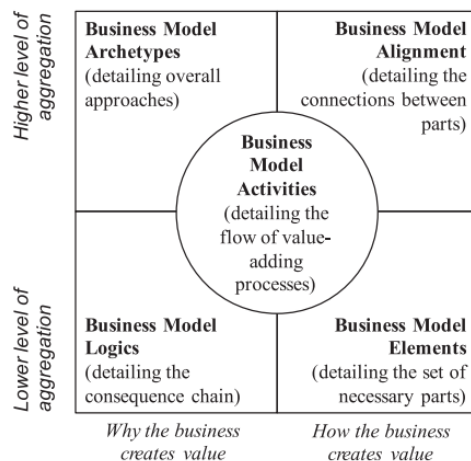 Higher level of
aggregation
Business Model
Archetypes
(detailing overall
approaches)
Business Model
Alignment
(detailing the
connections between
parts)
Business
Model
Activities
(detailing the
flow of value-
adding
processes)
Lower level of
aggregation
Business Model
Logics
(detailing the
consequence chain)
Business Model
Elements
(detailing the set of
necessary parts)
Why the business
creates value
How the business
creates value